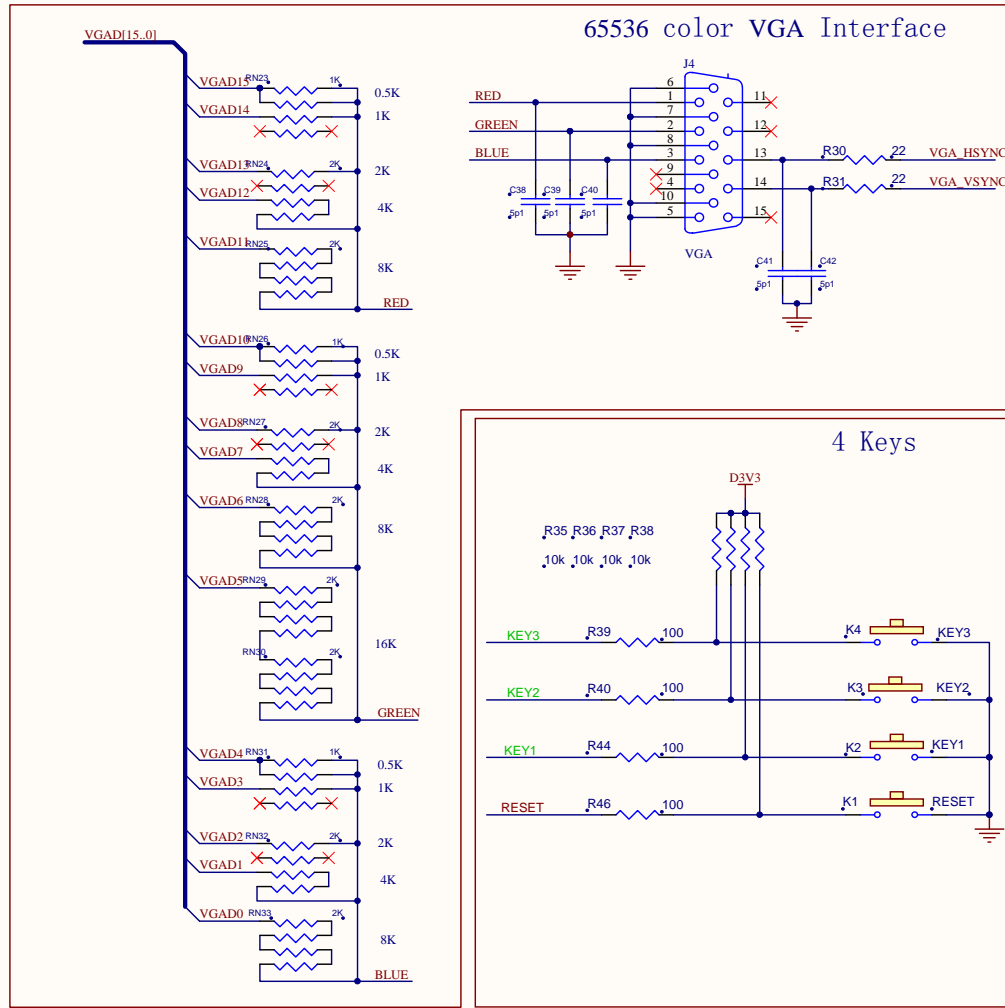 65536 color VGA Interface
VGAD[15..0]
VGAD15
RN23
1K
0.5K
VGAD14
1K
VGAD13
RN24
2K
2K
VGAD12
4K
VGAD11
RN25
2K
8K
RED
VGAD10
RN26
1K
0.5K
VGAD9
1K
VGAD8
RN27
2K
2K
VGAD7
4K
VGAD6
RN28
2K
8K
VGAD5
RN29
2K
16K
RN30
2K
GREEN
VGAD4
RN31
1K
0.5K
VGAD3
1K
VGAD2
RN32
2K
2K
VGAD1
4K
VGAD0
RN33
2K
8K
BLUE
J4
RED
GREEN
BLUE
6
1
7
2
8
3
9
4
10
5
11
12
13
14
15
VGA
R30
22
VGA_HSYNC
R31
22
VGA_VSYNC
C38
C39
C40
5p1
5p1
5p1
C41
C42
5p1
5p1
4 Keys
D3V3
R35 R36 R37 R38
10k 10k 10k 10k
KEY3
R39
100
K4
KEY3
KEY2
R40
100
K3
KEY2
KEY1
R44
100
K2
KEY1
RESET
R46
100
K1
RESET